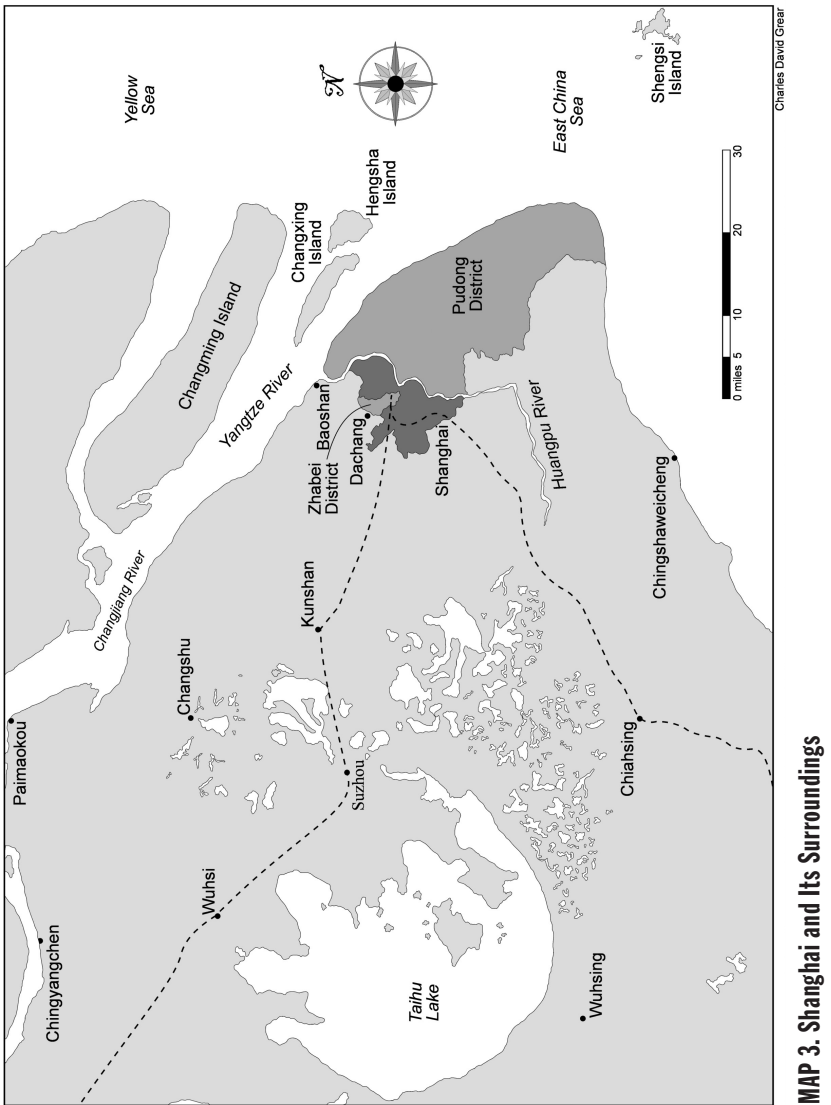 MAP 3. Shanghai and Its Surroundings
Chingyangchen
Paimaokou
Yellow
Sea
N
Wuhsi
Changshu
Changjiang River
Changming Island
Changxing
Island
Hengsha
Island
Yangtze River
Suzhou
Kunshan
Baoshan
Zhabei
District
Dachang
Shanghai
Pudong
District
East China
Sea
Taihu
Lake
Huangpu River
Wuhsing
Chiahsing
Chingshaweicheng
Shengsi
Island
0 miles 5 10 20 30
Charles David Grear